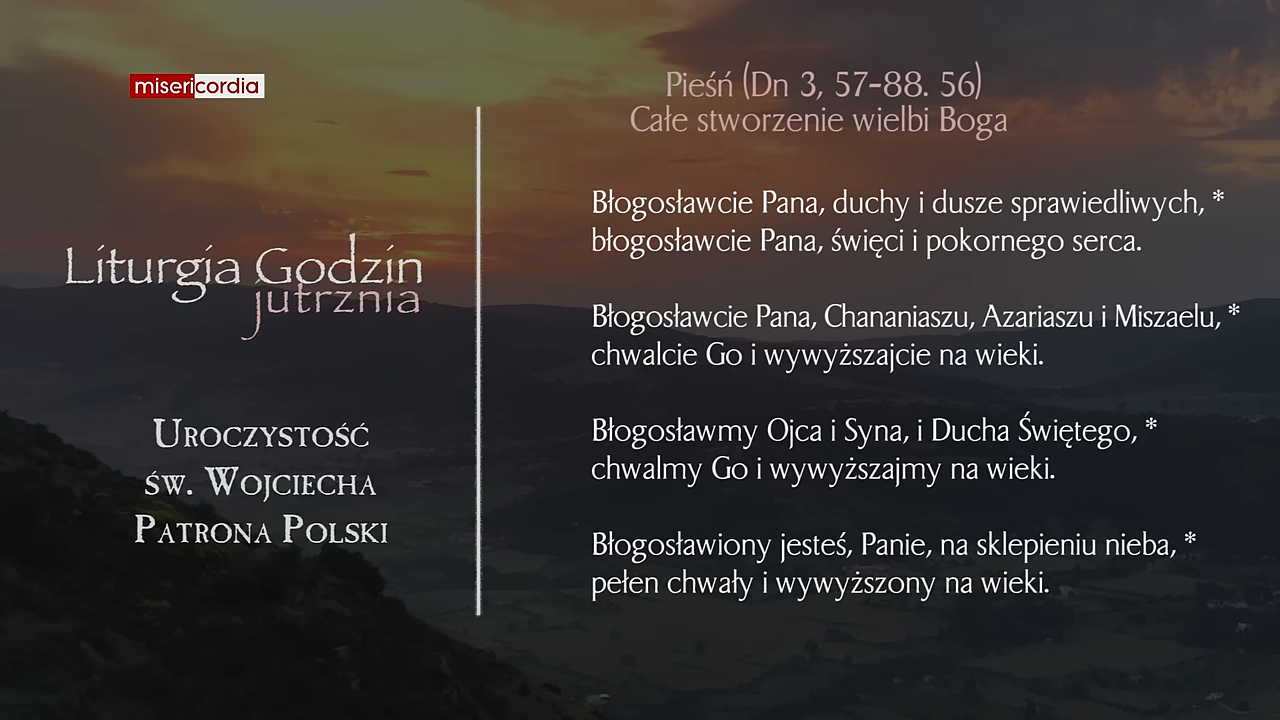 misericordia
Liturgia Godzin
jutrznia
Uroczystość
św. Wojciecha
Patrona Polski
Pieśń (Dn 3, 57-88. 56)
Całe stworzenie wielbi Boga
Błogosławcie Pana, duchy i dusze sprawiedliwych, *
błogosławcie Pana, święci i pokornego serca.
Błogosławcie Pana, Chananiaszu, Azariaszu i Miszaelu, *
chwalcie Go i wywyższajcie na wieki.
Błogosławmy Ojca i Syna, i Ducha Świętego, *
chwalmy Go i wywyższajmy na wieki.
Błogosławiony jesteś, Panie, na sklepieniu nieba, *
pełen chwały i wywyższony na wieki.